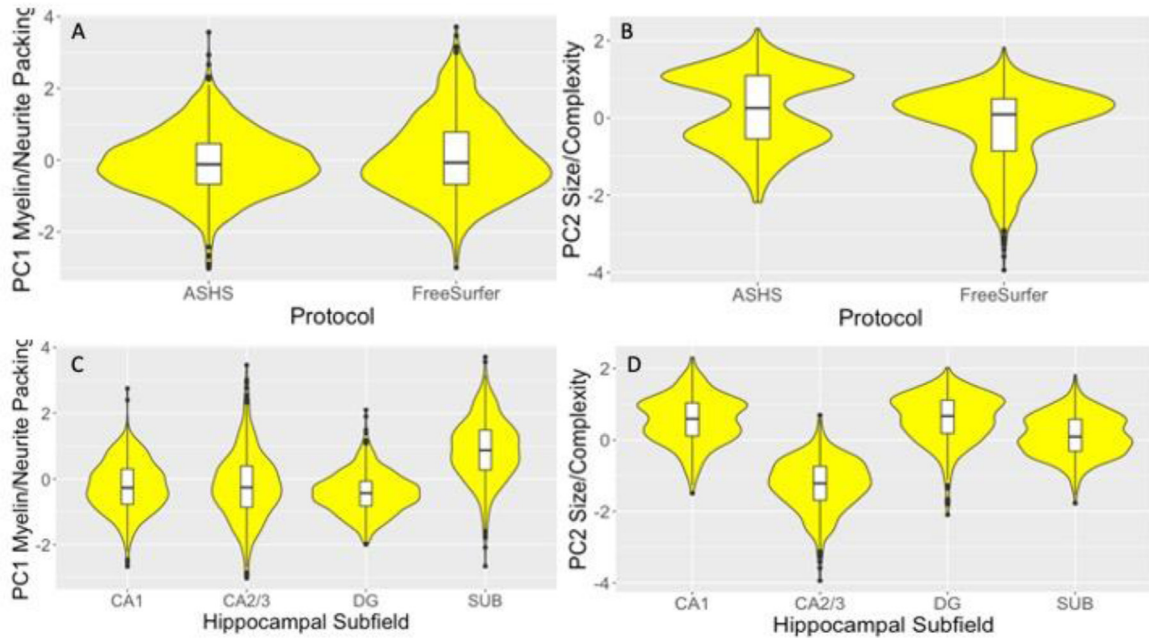 A
PC1 Myelin/Neurite Packing
4
2
0
-2
ASHS
FreeSurfer
Protocol
B
PC2 Size/Complexity
2
0
-2
-4
ASHS
FreeSurfer
Protocol
C
PC1 Myelin/Neurite Packing
4
2
0
-2
CA1
CA2/3
DG
SUB
Hippocampal Subfield
D
PC2 Size/Complexity
2
0
-2
-4
CA1
CA2/3
DG
SUB
Hippocampal Subfield